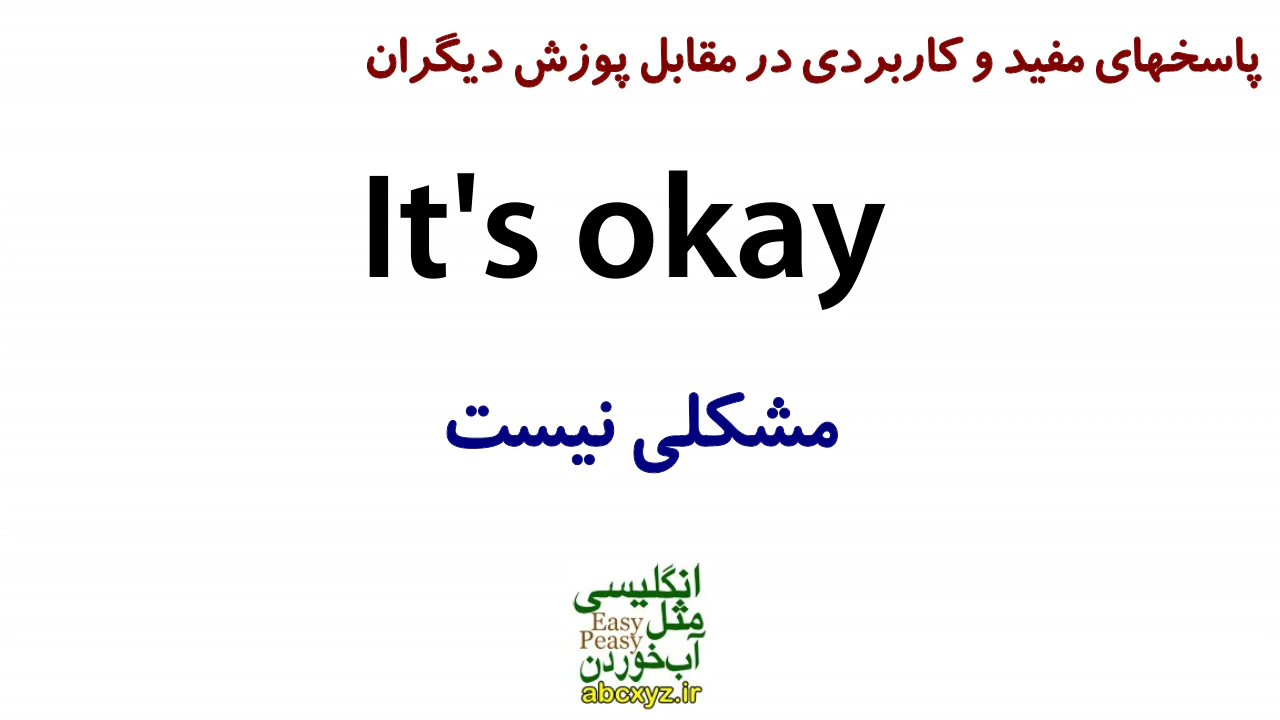 پاسخهای مفید و کاربردی در مقابل پوزش دیگران
It's okay
مشکلی نیست
انگلیسی
مثل
Easy
Peasy
آب‌خوردن
abcxyz.ir